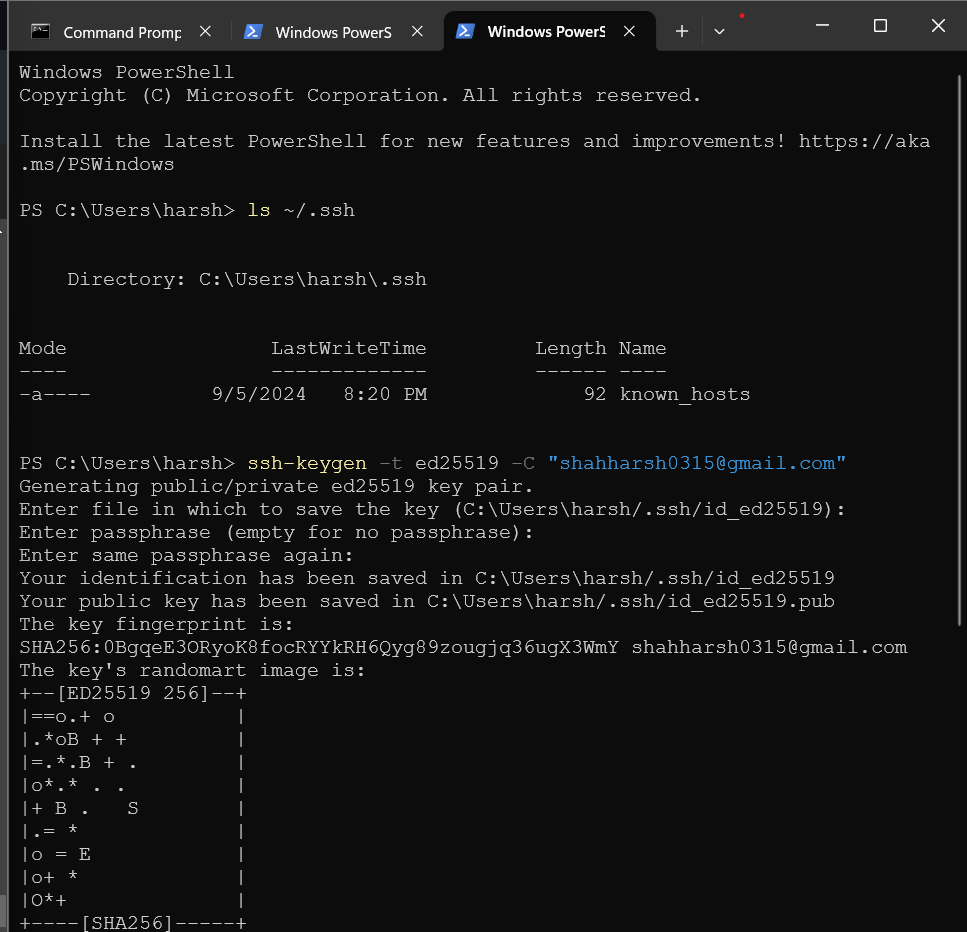 Command Promp
Windows PowerS
Windows PowerS
Windows PowerShell
Copyright (C) Microsoft Corporation. All rights reserved.
Install the latest PowerShell for new features and improvements! https://aka
.ms/PSWindows
PS C:\Users\harsh> ls ~/.ssh
    Directory: C:\Users\harsh\.ssh
Mode                 LastWriteTime         Length Name
----                 -------------         ------ ----
-a----          9/5/2024   8:20 PM             92 known_hosts
PS C:\Users\harsh> ssh-keygen -t ed25519 -C "shahharsh0315@gmail.com"
Generating public/private ed25519 key pair.
Enter file in which to save the key (C:\Users\harsh/.ssh/id_ed25519):
Enter passphrase (empty for no passphrase):
Enter same passphrase again:
Your identification has been saved in C:\Users\harsh/.ssh/id_ed25519
Your public key has been saved in C:\Users\harsh/.ssh/id_ed25519.pub
The key fingerprint is:
SHA256:0BgqeE3ORyoK8focRYYkRH6Qyg89zougjq36ugX3WmY shahharsh0315@gmail.com
The key's randomart image is:
+--[ED25519 256]--+
|==o.+ o          |
|.*oB + +         |
|=.*.B + .        |
|o*.* . .         |
|+ B .   S        |
|.= *             |
|o = E            |
|o+ *             |
|O*+              |
+----[SHA256]-----+